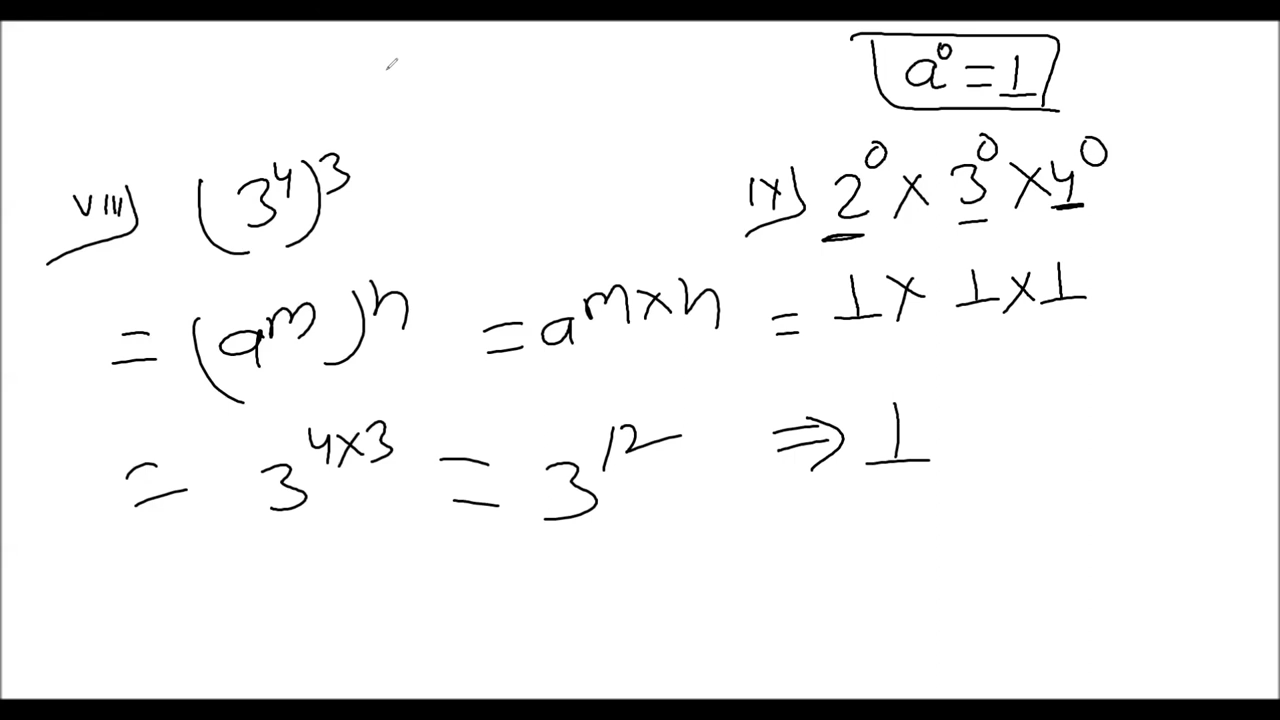 a⁰ = 1
viii) (3⁴)³
= (aᵐ)ⁿ = aᵐˣⁿ
= 3⁴ˣ³ = 3¹²
ix) 2⁰ × 3⁰ × 4⁰
= 1 × 1 × 1
⇒ 1